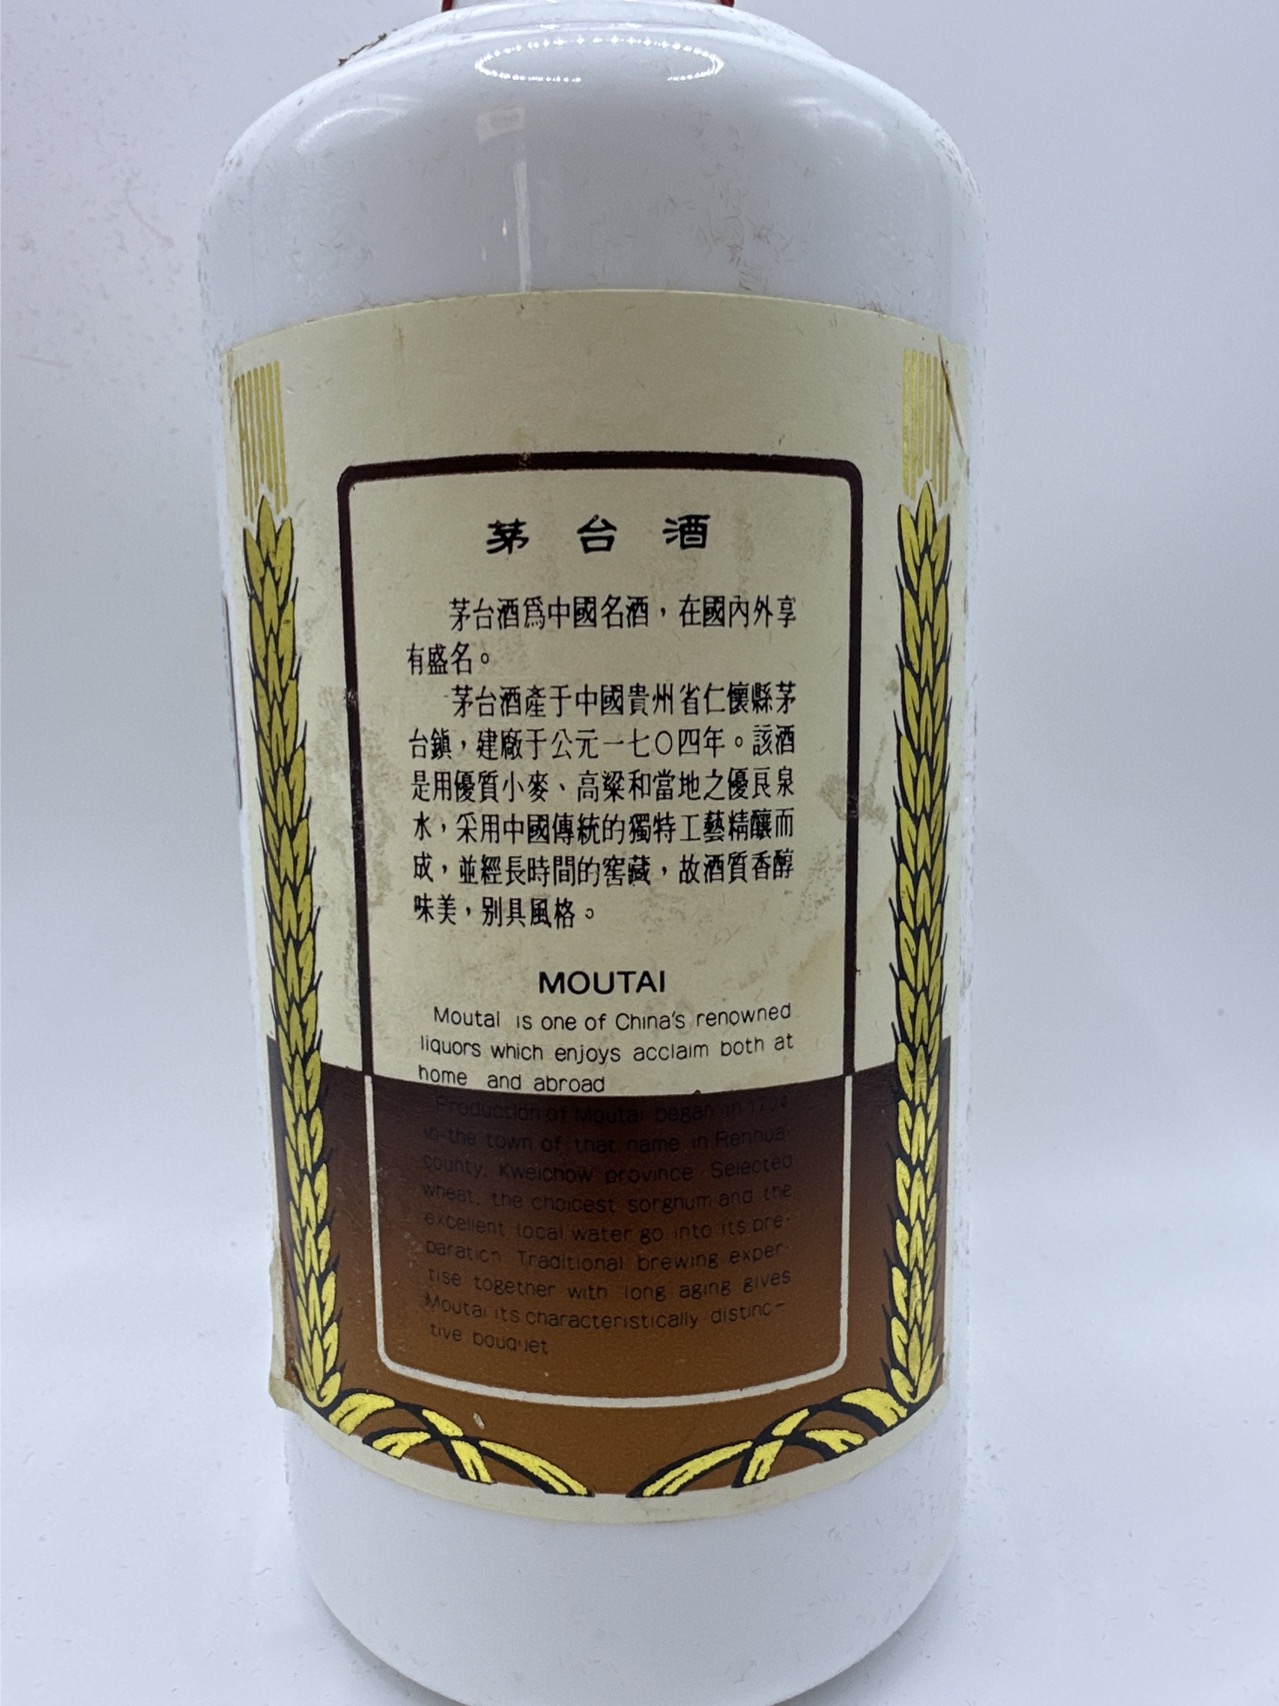 茅台酒
茅台酒爲中國名酒，在國內外享
有盛名。
茅台酒產于中國貴州省仁懷縣茅
台鎮，建廠于公元一七〇四年。該酒
是用優質小麥、高粱和當地之優良泉
水，采用中國傳統的獨特工藝精釀而
成，並經長時間的窖藏，故酒質香醇
味美，别具風格。
MOUTAI
Moutai is one of China's renowned
liquors which enjoys acclaim both at
home and abroad
Production of Moutai began in 1704
in the town of that name in Renhuai
county, Kweichow province Selected
wheat, the choicest sorghum and the
excellent local water go into its pre-
paration Traditional brewing exper-
tise together with long aging gives
Moutai its characteristically distinc-
tive bouquet